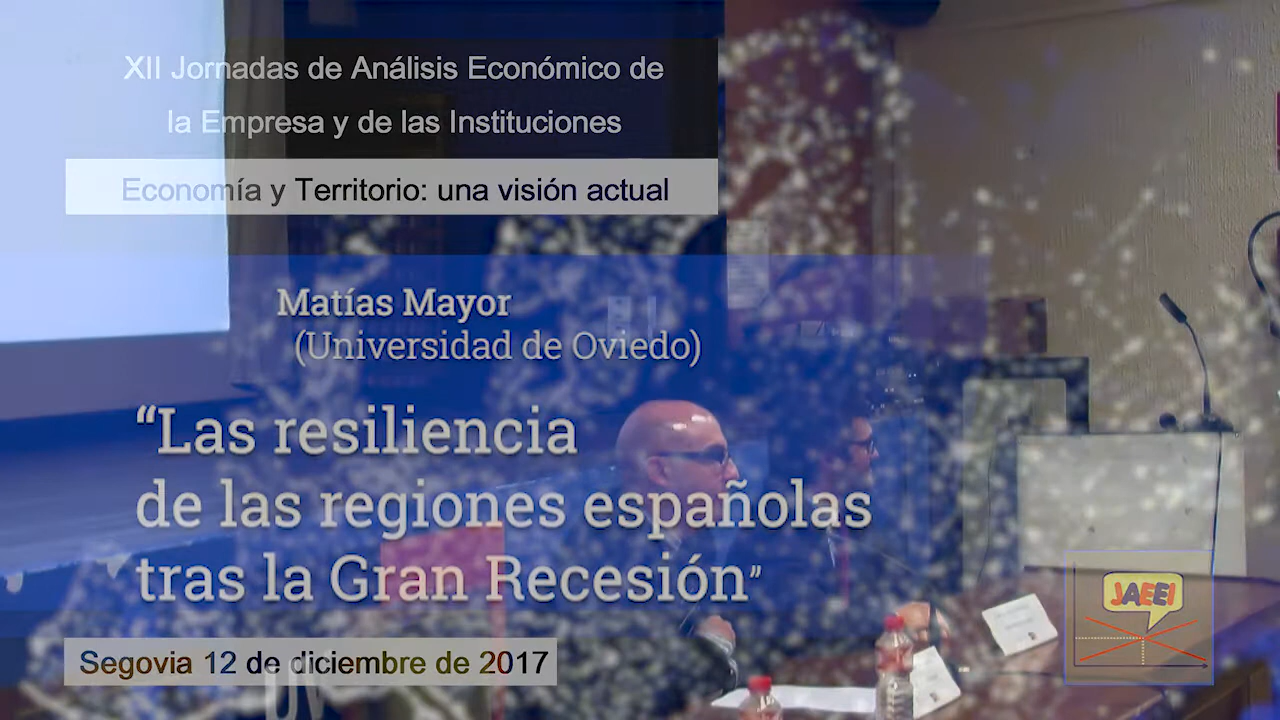 XII Jornadas de Análisis Económico de
la Empresa y de las Instituciones
Economía y Territorio: una visión actual
Matías Mayor
(Universidad de Oviedo)
“Las resiliencia
de las regiones españolas
tras la Gran Recesión”
Segovia 12 de diciembre de 2017
JAEEI